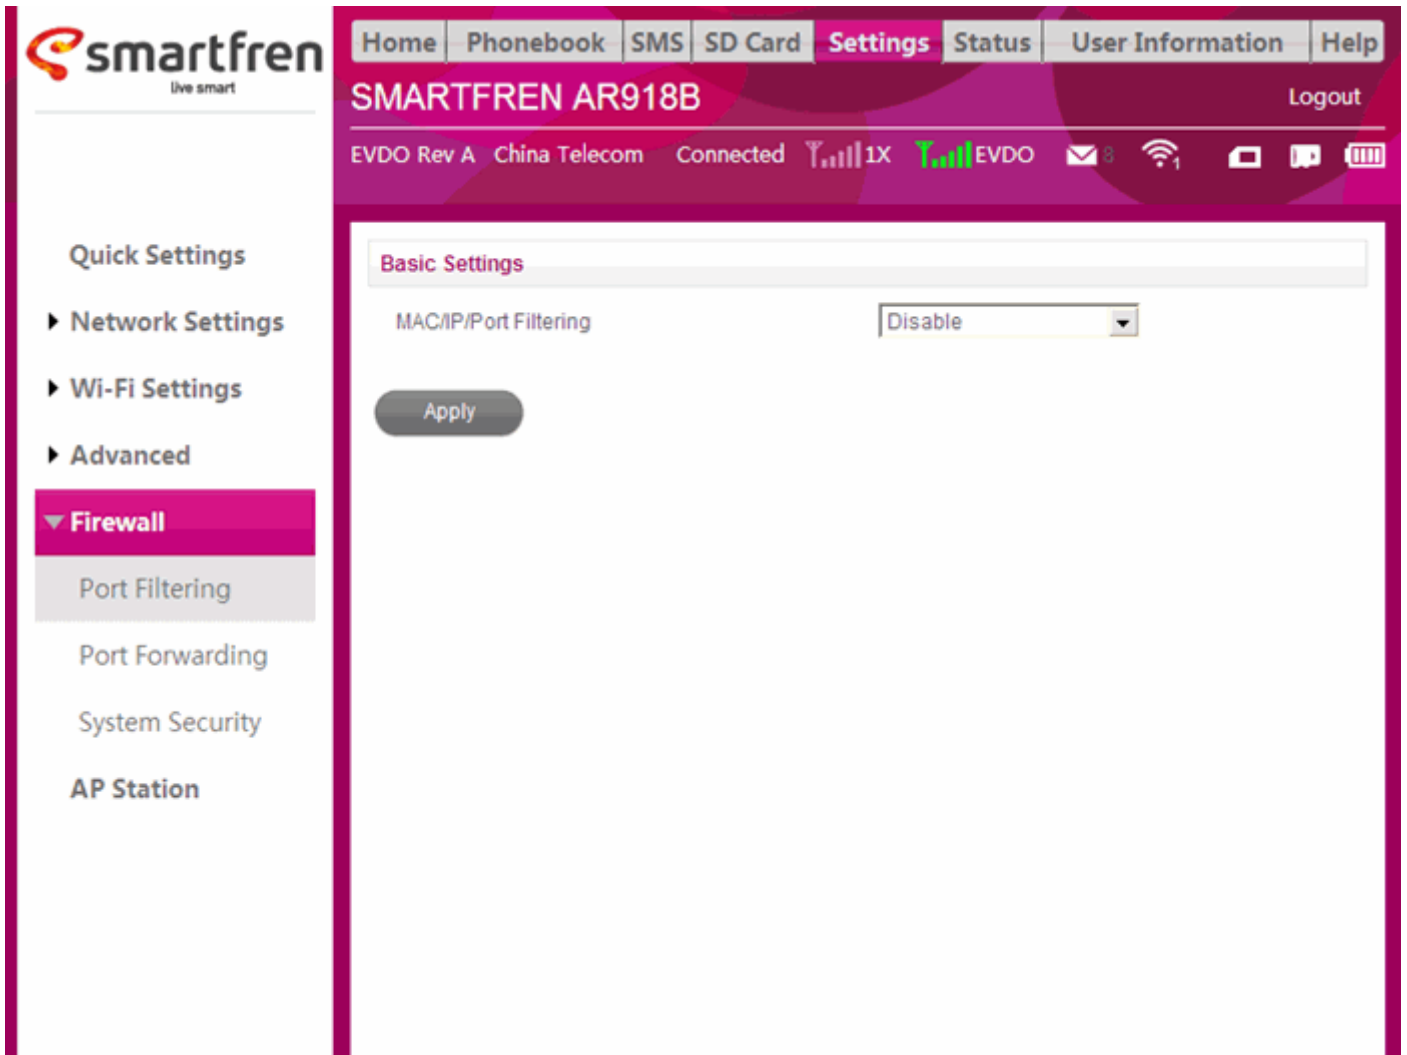 smartfren
live smart
Home Phonebook SMS SD Card Settings Status User Information Help
SMARTFREN AR918B
Logout
EVDO Rev A China Telecom Connected 1X EVDO 8 1
Quick Settings
Network Settings
Wi-Fi Settings
Advanced
Firewall
Port Filtering
Port Forwarding
System Security
AP Station
Basic Settings
MAC/IP/Port Filtering Disable
Apply